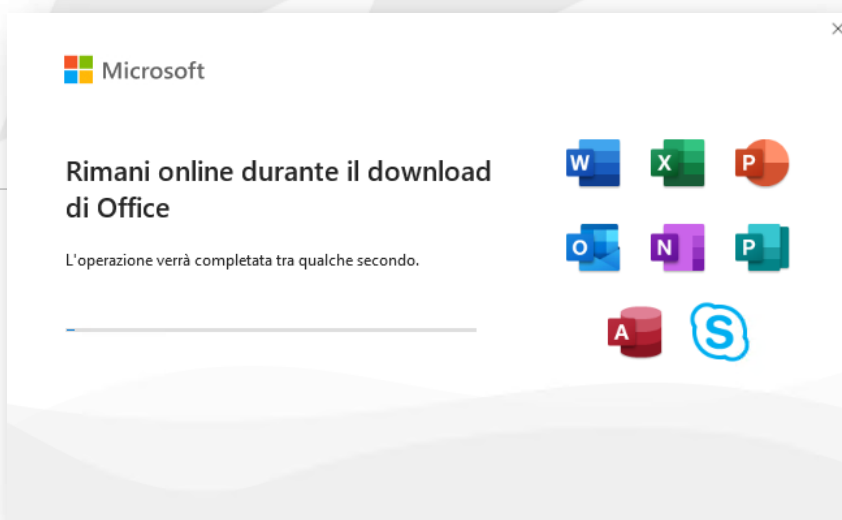 Microsoft
Rimani online durante il download
di Office
L'operazione verrà completata tra qualche secondo.
W
X
P
O
N
P
A
S